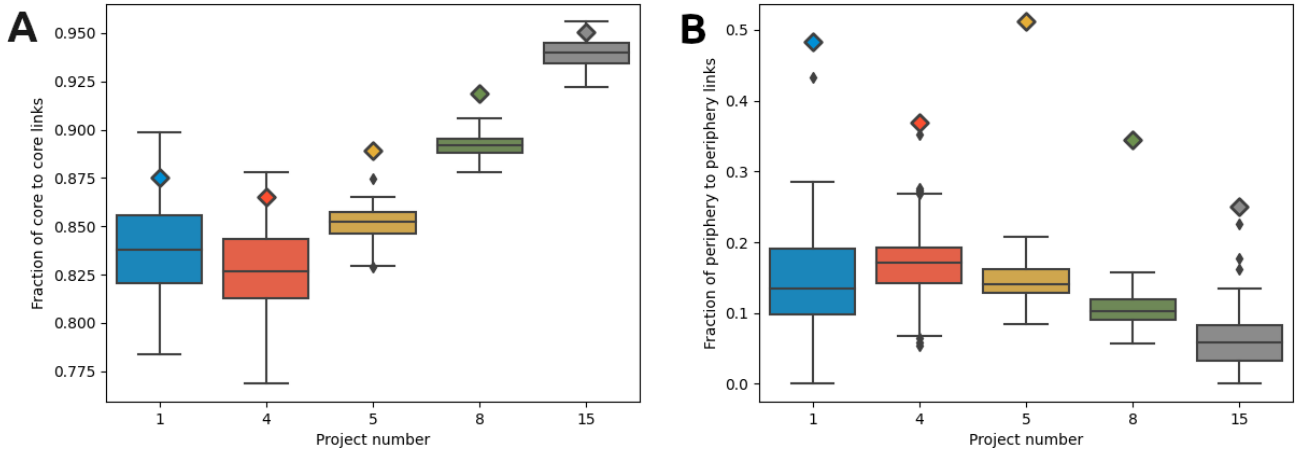 A
Fraction of core to core links
0.950
0.925
0.900
0.875
0.850
0.825
0.800
0.775
1 4 5 8 15
Project number
B
Fraction of periphery to periphery links
0.5
0.4
0.3
0.2
0.1
0.0
1 4 5 8 15
Project number